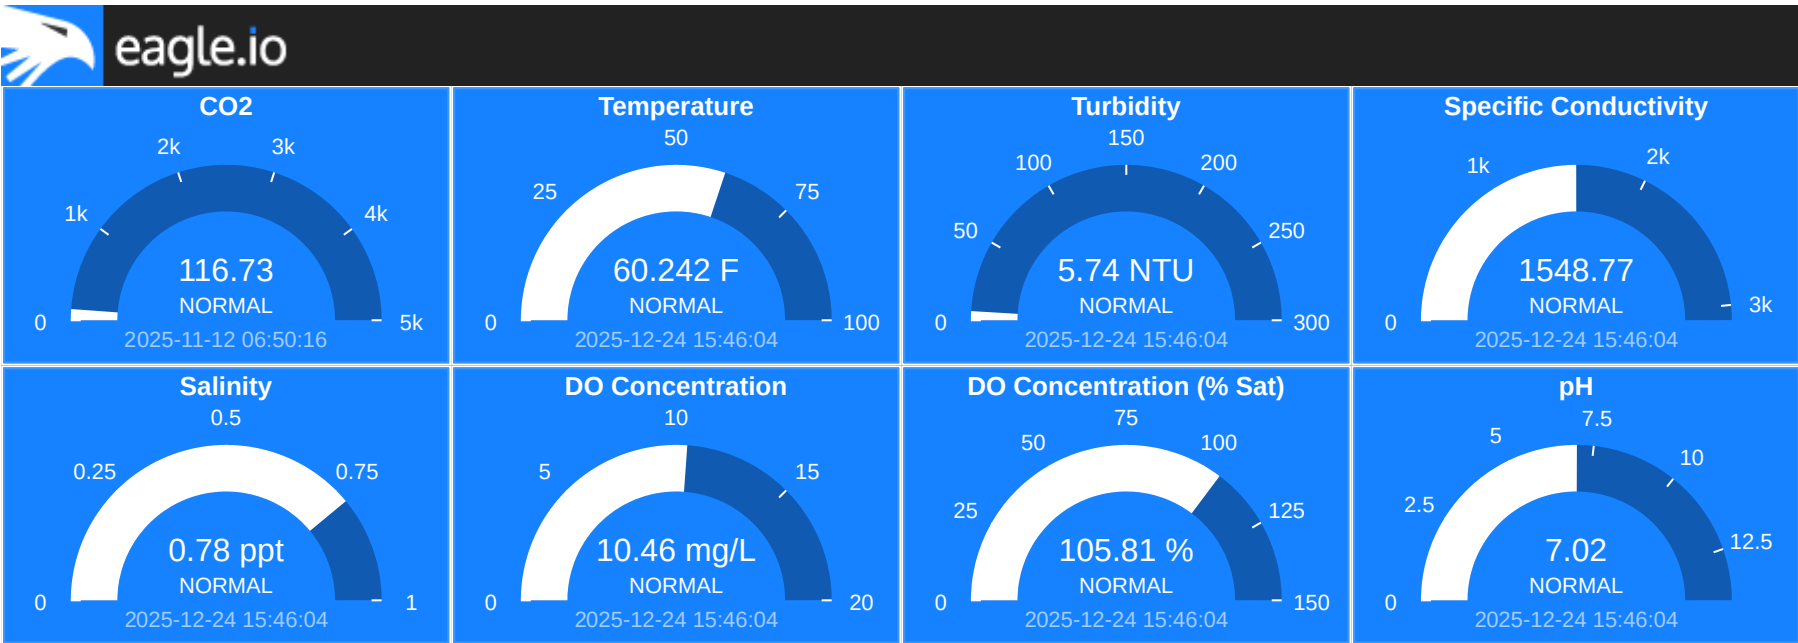 eagle.io
CO2
2k
3k
1k
4k
116.73
NORMAL
0
5k
2025-11-12 06:50:16
Temperature
50
25
75
60.242 F
NORMAL
0
100
2025-12-24 15:46:04
Turbidity
150
100
200
50
250
5.74 NTU
NORMAL
0
300
2025-12-24 15:46:04
Specific Conductivity
1k
2k
1548.77
NORMAL
3k
0
2025-12-24 15:46:04
Salinity
0.5
0.25
0.75
0.78 ppt
NORMAL
0
1
2025-12-24 15:46:04
DO Concentration
10
5
15
10.46 mg/L
NORMAL
0
20
2025-12-24 15:46:04
DO Concentration (% Sat)
75
50
100
25
125
105.81 %
NORMAL
0
150
2025-12-24 15:46:04
pH
7.5
5
10
2.5
12.5
7.02
NORMAL
0
2025-12-24 15:46:04